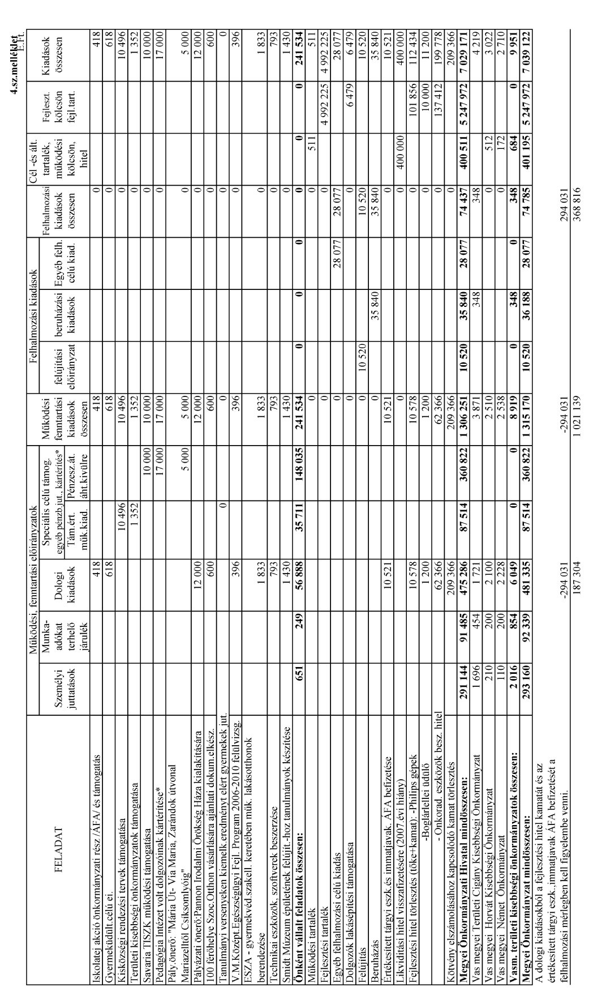 4.sz.melléklet
E.Ft.
FELADAT
Működési, fenntartási előirányzatok
Felhalmozási kiadások
Személyi juttatások
Munka-adókat terhelő járulék
Dologi kiadások
Speciális célú támog.
egyéb pénzb.jut., kártérítés*
Tám.ért. műk.kiad.
Pénzesz.át. áht.kivülre
Működési fenntartási kiadások összesen
felújítási előirányzat
beruházási kiadások
Egyéb felh. célú kiad.
Felhalmozási kiadások összesen
Cél -és ált. tartalék, működési kölcsön, hitel
Fejleszt. kölcsön fejl.tart.
Kiadások összesen
Iskolatej akció önkormányzati rész /ÁFA/ és támogatás 418 418 0 418
Gyermeküdült.célú ei. 618 618 0 618
Kisközségi rendezési tervek támogatása 10 496 10 496 0 10 496
Területi kisebbségi önkormányzatok támogatása 1 352 1 352 0 1 352
Savaria TISZK működési támogatása 10 000 10 000 0 10 000
Pedagógia Intézet volt dolgozóinak kártérítése* 17 000 17 000 0 17 000
Pály.önerő: "Mária Út- Via Maria, Zarándok útvonal
Mariazelltől Csíksomlyóig" 5 000 5 000 0 5 000
Pályázati önerő:Pannon Irodalmi Örökség Háza kialakítására 12 000 12 000 0 12 000
100 férőhelye Szoc.Otthon vásárlására ajánlati dokum.elkész. 600 600 0 600
Tanulmányi versenyeken kiemelk.eredményt elért gyermekek jut. 0 0 0 0
V.M.Középt.Egészségügyi Fejl. Program 2006-2010 felülvizsg. 396 396 0 396
ESZA - gyermekvéd.szakell. keretében műk. lakásotthonok
berendezése 1 833 1 833 0 1 833
Technikai eszközök, szoftverek beszerzése 793 793 0 793
Smidt Múzeum épületének felújít.-hoz tanulmányok készítése 1 430 1 430 0 1 430
Önként vállalt feladatok összesen: 651 249 56 888 35 711 148 035 241 534 0 0 0 0 0 0 241 534
Működési tartalék 0 0 511 511
Fejlesztési tartalék 0 0 4 992 225 4 992 225
Egyéb felhalmozási célú kiadás 0 28 077 28 077 28 077
Dolgozók lakásépítési támogatása 0 0 6 479 6 479
Felújítás 0 10 520 10 520 10 520
Beruházás 0 35 840 35 840 35 840
Értékesített tárgyi eszk.és immatjavak. ÁFA befizetése 10 521 10 521 0 10 521
Likviditási hitel visszafizetésére (2007.évi hiány) 0 0 400 000 400 000
Fejlesztési hitel törlesztés (tőke+kamat): -Philips gépek 10 578 10 578 0 101 856 112 434
-Boglárlellei üdülő 1 200 1 200 0 10 000 11 200
- Onkorad. eszközök besz. hitel 62 366 62 366 0 137 412 199 778
Kötvény elszámolásához kapcsolódó kamat törlesztés 209 366 209 366 0 209 366
Megyei Önkormányzati Hivatal mindösszesen: 291 144 91 485 475 286 87 514 360 822 1 306 251 10 520 35 840 28 077 74 437 400 511 5 247 972 7 029 171
Vas megyei Területi Cigány Kisebbségi Önkormányzat 1 696 454 1 721 3 871 348 348 4 219
Vas megyei Horvát Kisebbségi Önkormányzat 210 200 2 100 2 510 0 512 3 022
Vas megyei Német Önkormányzat 110 200 2 228 2 538 0 172 2 710
Vasm. területi kisebbségi önkormányzatok összesen: 2 016 854 6 049 0 0 8 919 0 348 0 348 684 0 9 951
Megyei Önkormányzat mindösszesen: 293 160 92 339 481 335 87 514 360 822 1 315 170 10 520 36 188 28 077 74 785 401 195 5 247 972 7 039 122
A dologi kiadásokból a fejlesztési hitel kamatát és az
értékesített tárgyi eszk.,immatjavak ÁFA befizetését a
felhalmozási mérlegben kell figyelembe venni. -294 031 -294 031 294 031
187 304 1 021 139 368 816